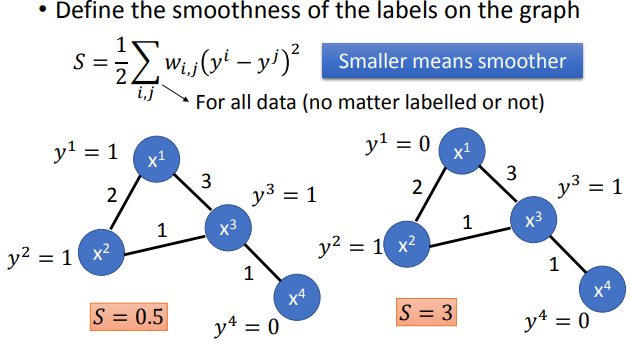 • Define the smoothness of the labels on the graph
S = 1/2 ∑_{i,j} w_{i,j}(y^i − y^j)^2
Smaller means smoother
For all data (no matter labelled or not)
y^1 = 1
x^1
2
3
y^3 = 1
y^2 = 1
x^2
1
x^3
1
x^4
S = 0.5
y^4 = 0
y^1 = 0
x^1
2
3
y^3 = 1
y^2 = 1
x^2
1
x^3
1
x^4
S = 3
y^4 = 0